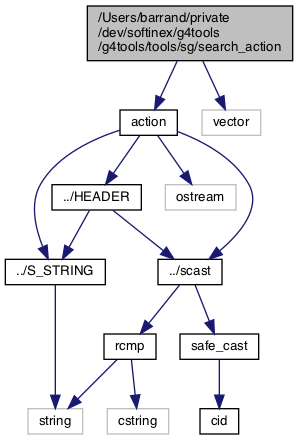 /Users/barrand/private
/dev/softinex/g4tools
/g4tools/tools/sg/search_action
action
vector
../HEADER
ostream
../S_STRING
../scast
rcmp
safe_cast
string
cstring
cid